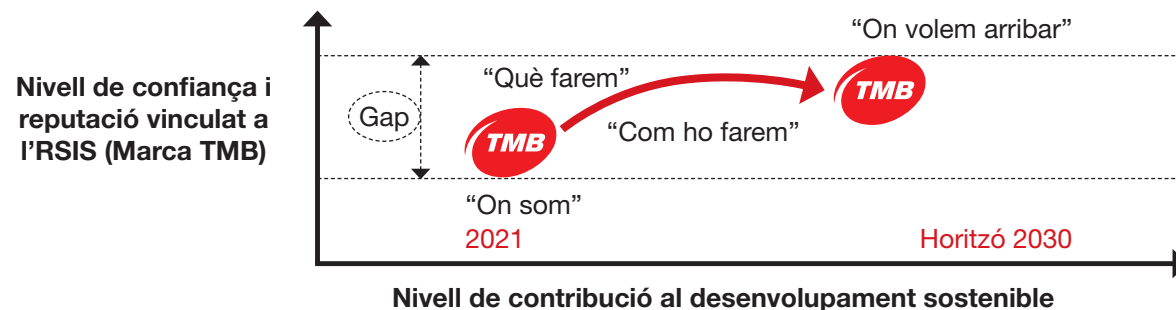 “On volem arribar”
Nivell de confiança i
reputació vinculat a
l’RSIS (Marca TMB)
Gap
“Què farem”
TMB
TMB
“Com ho farem”
“On som”
2021
Horitzó 2030
Nivell de contribució al desenvolupament sostenible